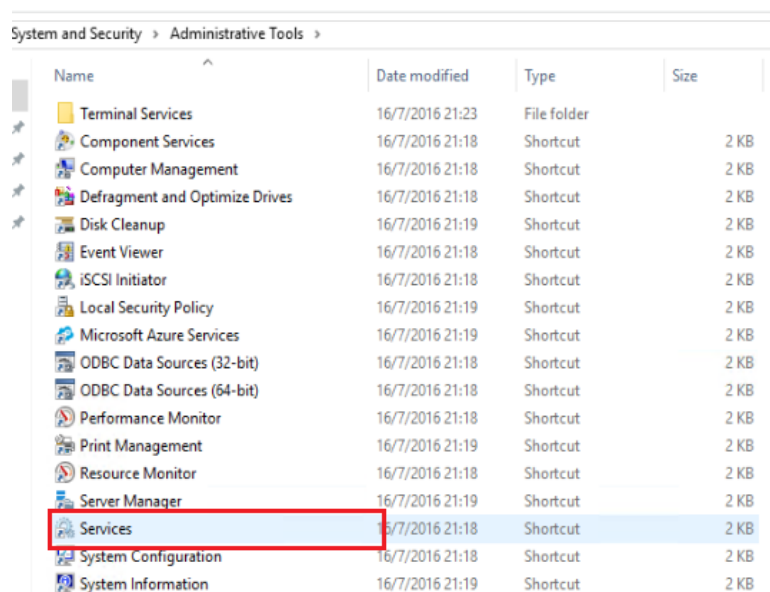 System and Security › Administrative Tools ›
Name Date modified Type Size
Terminal Services 16/7/2016 21:23 File folder
Component Services 16/7/2016 21:18 Shortcut 2 KB
Computer Management 16/7/2016 21:18 Shortcut 2 KB
Defragment and Optimize Drives 16/7/2016 21:18 Shortcut 2 KB
Disk Cleanup 16/7/2016 21:19 Shortcut 2 KB
Event Viewer 16/7/2016 21:18 Shortcut 2 KB
iSCSI Initiator 16/7/2016 21:18 Shortcut 2 KB
Local Security Policy 16/7/2016 21:19 Shortcut 2 KB
Microsoft Azure Services 16/7/2016 21:19 Shortcut 2 KB
ODBC Data Sources (32-bit) 16/7/2016 21:18 Shortcut 2 KB
ODBC Data Sources (64-bit) 16/7/2016 21:18 Shortcut 2 KB
Performance Monitor 16/7/2016 21:18 Shortcut 2 KB
Print Management 16/7/2016 21:19 Shortcut 2 KB
Resource Monitor 16/7/2016 21:18 Shortcut 2 KB
Server Manager 16/7/2016 21:19 Shortcut 2 KB
Services 16/7/2016 21:18 Shortcut 2 KB
System Configuration 16/7/2016 21:18 Shortcut 2 KB
System Information 16/7/2016 21:19 Shortcut 2 KB